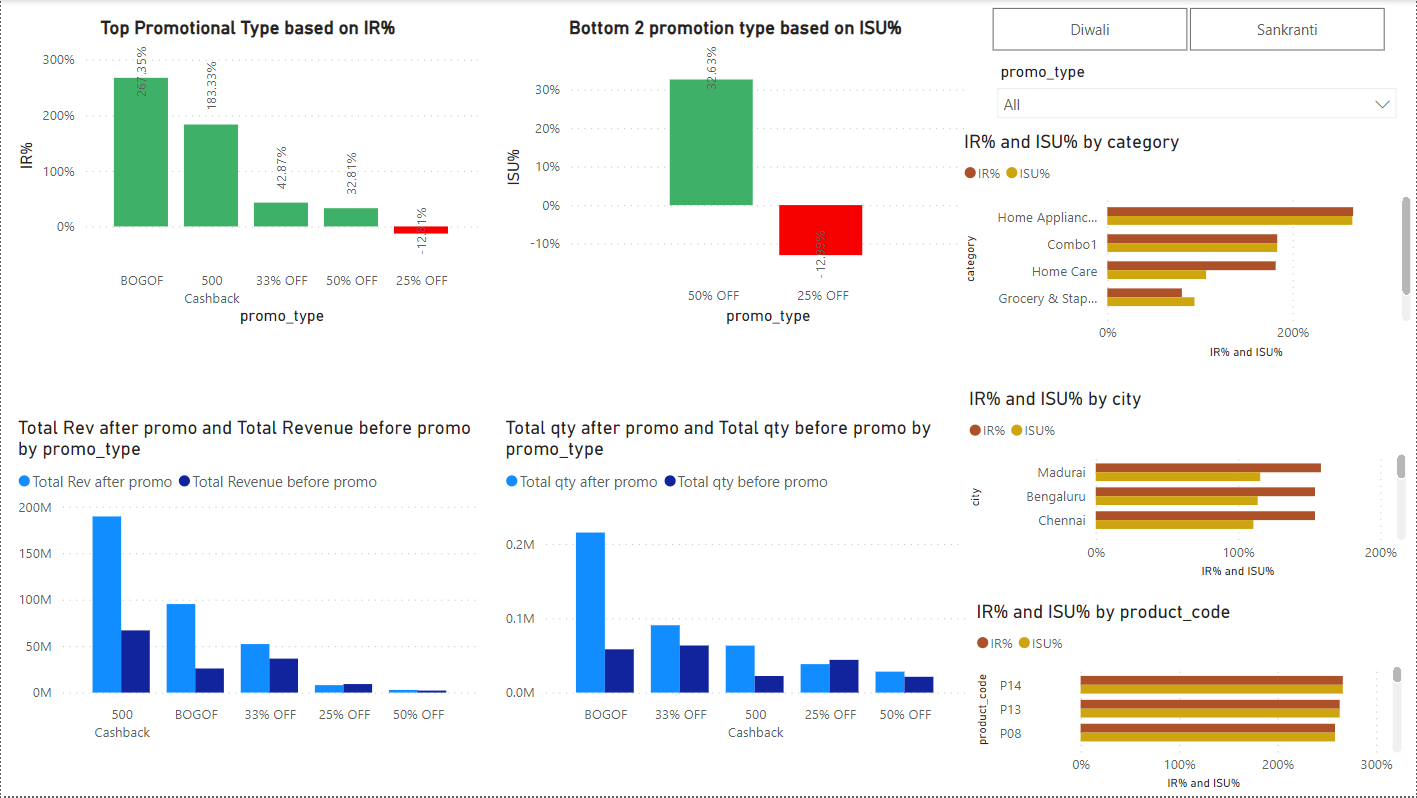 Top Promotional Type based on IR%
300%
200%
100%
0%
IR%
267.35%
183.33%
42.87%
32.81%
BOGOF
500
Cashback
33% OFF
50% OFF
25% OFF
promo_type
Bottom 2 promotion type based on ISU%
30%
20%
10%
0%
-10%
ISU%
32.63%
50% OFF
25% OFF
promo_type
Diwali
Sankranti
promo_type
All
IR% and ISU% by category
IR% ISU%
category
Home Applianc...
Combo1
Home Care
Grocery & Stap...
0% 200%
IR% and ISU%
Total Rev after promo and Total Revenue before promo
by promo_type
Total Rev after promo Total Revenue before promo
200M
150M
100M
50M
0M
500
Cashback
BOGOF
33% OFF
25% OFF
50% OFF
Total qty after promo and Total qty before promo by
promo_type
Total qty after promo Total qty before promo
0.2M
0.1M
0.0M
BOGOF
33% OFF
500
Cashback
25% OFF
50% OFF
IR% and ISU% by city
IR% ISU%
city
Madurai
Bengaluru
Chennai
0% 100% 200%
IR% and ISU%
IR% and ISU% by product_code
IR% ISU%
product_code
P14
P13
P08
0% 100% 200% 300%
IR% and ISU%